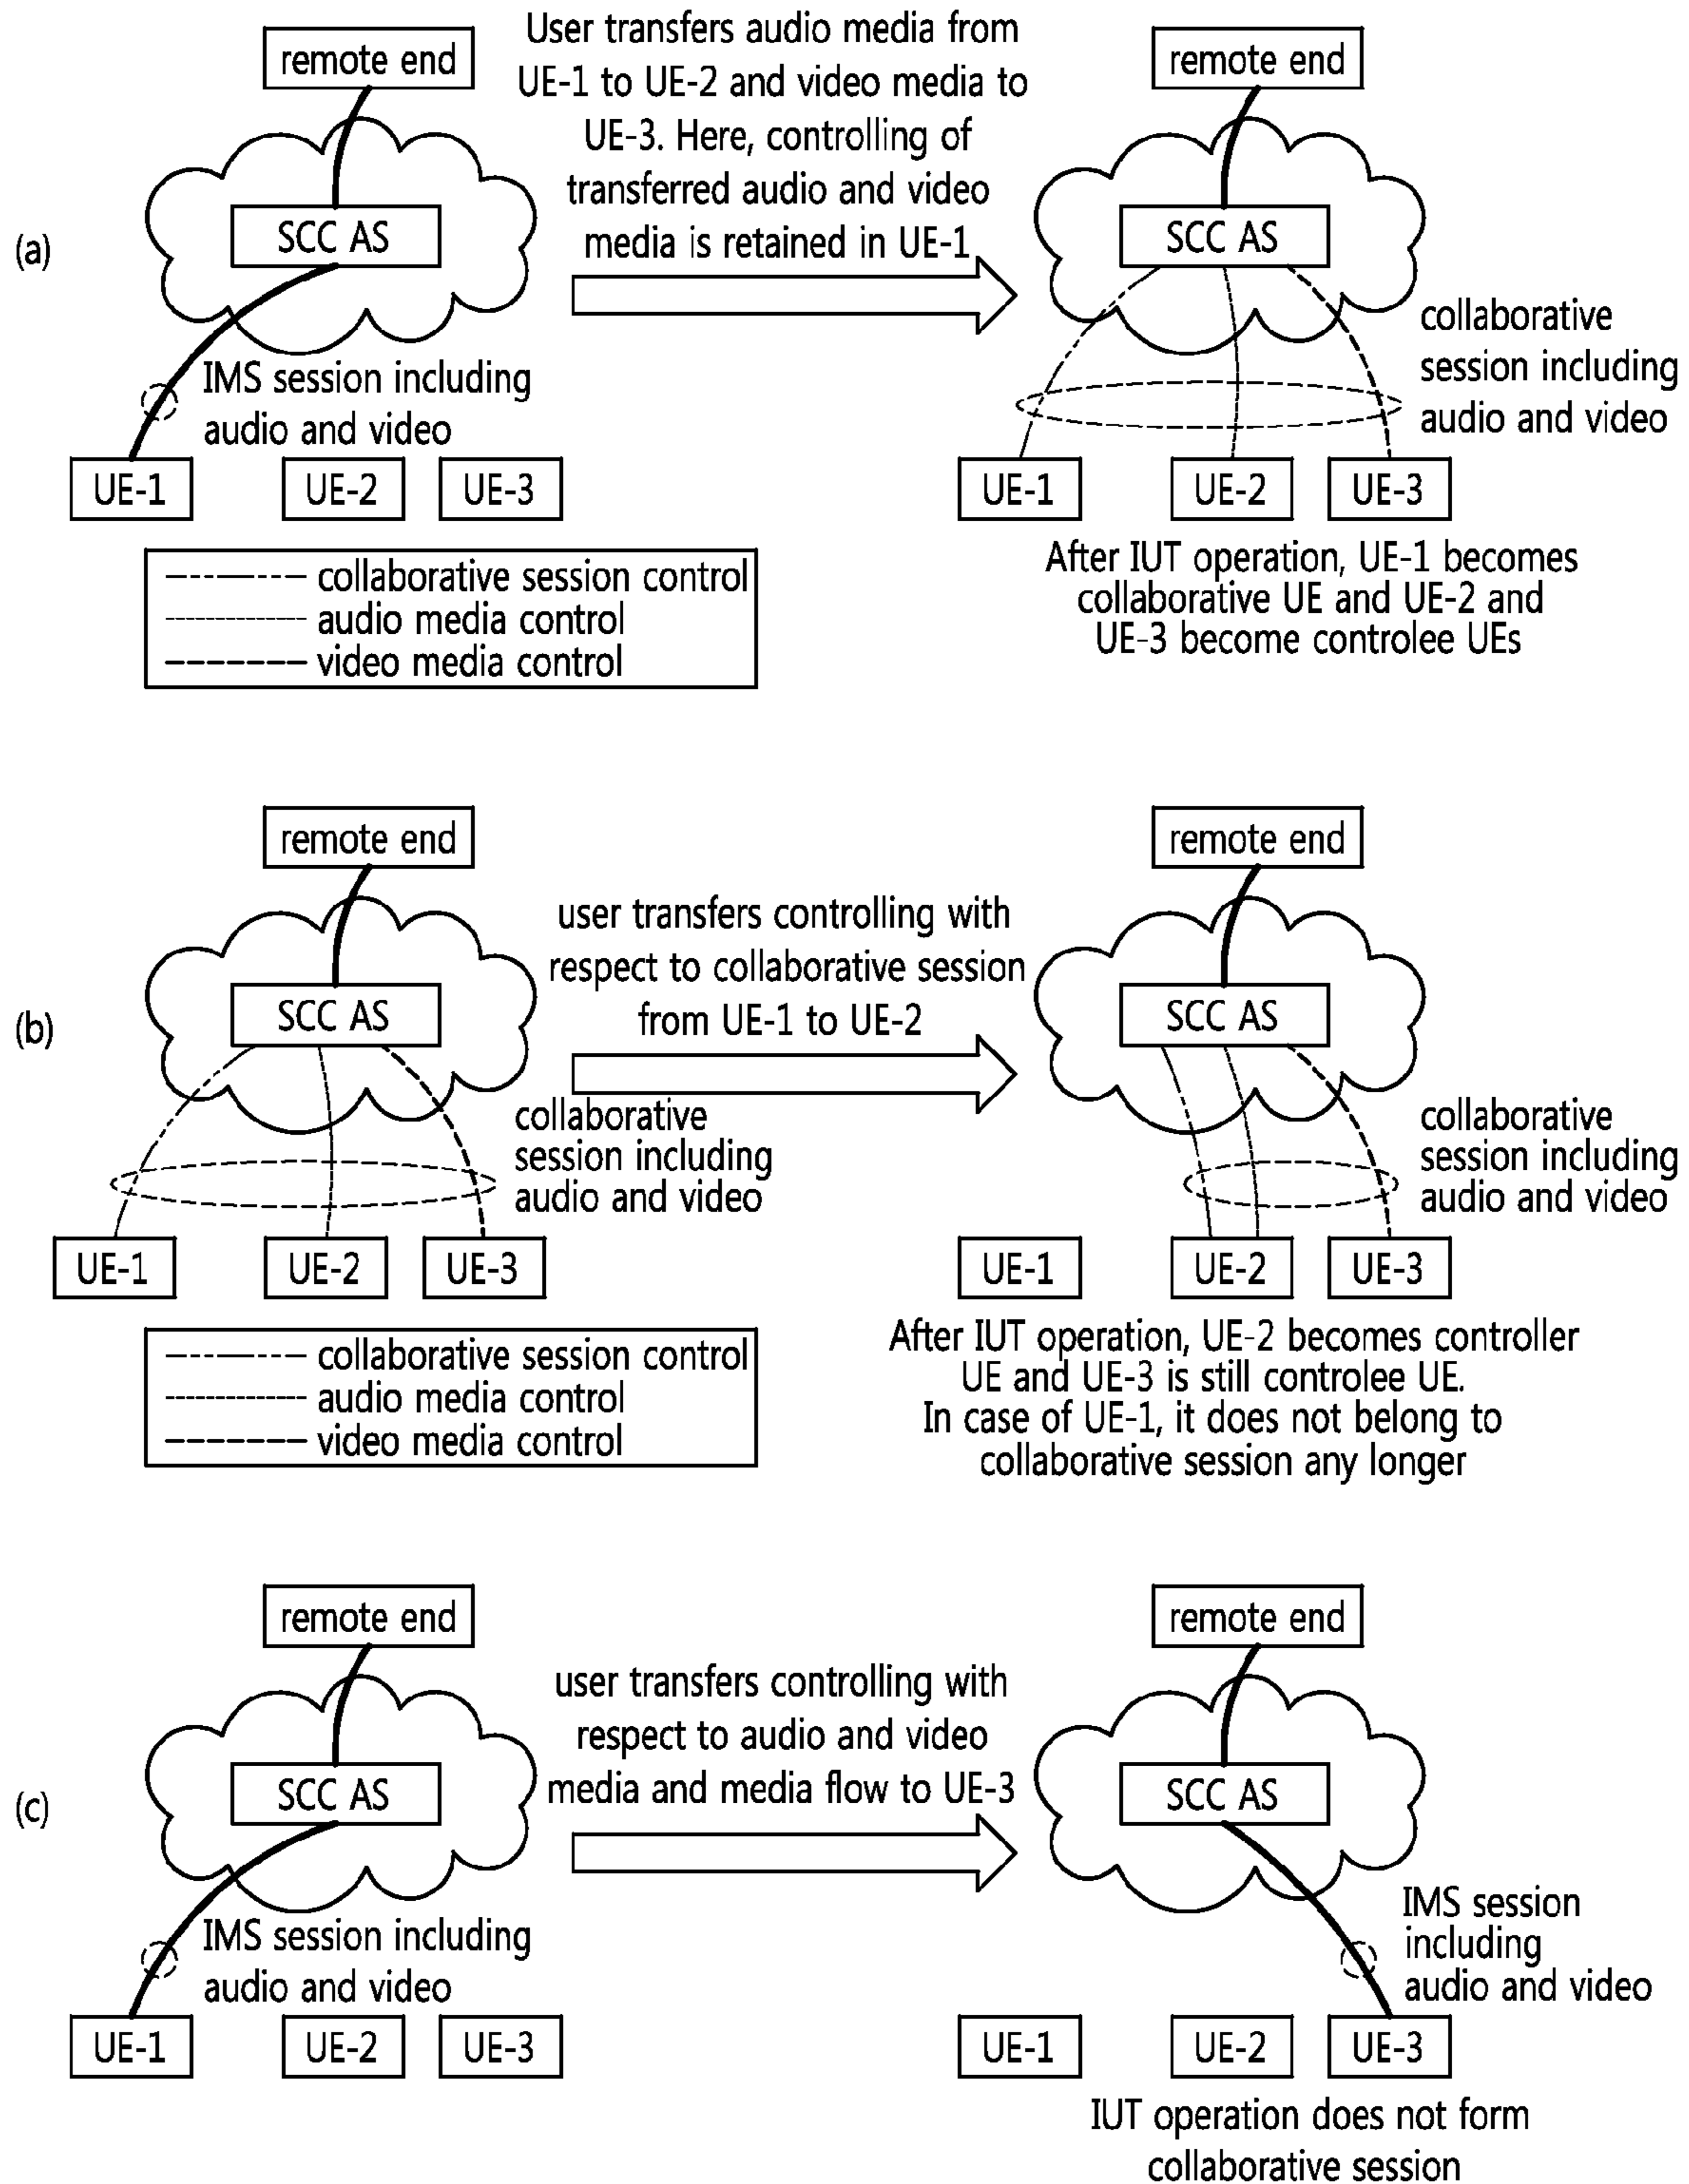 remote end
User transfers audio media from
UE-1 to UE-2 and video media to
UE-3. Here, controlling of
transferred audio and video
media is retained in UE-1
remote end
(a)
SCC AS
SCC AS
IMS session including
audio and video
collaborative
session including
audio and video
UE-1
UE-2
UE-3
UE-1
UE-2
UE-3
collaborative session control
audio media control
video media control
After IUT operation, UE-1 becomes
collaborative UE and UE-2 and
UE-3 become controlee UEs
remote end
user transfers controlling with
respect to collaborative session
from UE-1 to UE-2
remote end
(b)
SCC AS
SCC AS
collaborative
session including
audio and video
collaborative
session including
audio and video
UE-1
UE-2
UE-3
UE-1
UE-2
UE-3
collaborative session control
audio media control
video media control
After IUT operation, UE-2 becomes controller
UE and UE-3 is still controlee UE.
In case of UE-1, it does not belong to
collaborative session any longer
remote end
user transfers controlling with
respect to audio and video
media and media flow to UE-3
remote end
(c)
SCC AS
SCC AS
IMS session including
audio and video
IMS session
including
audio and video
UE-1
UE-2
UE-3
UE-1
UE-2
UE-3
IUT operation does not form
collaborative session